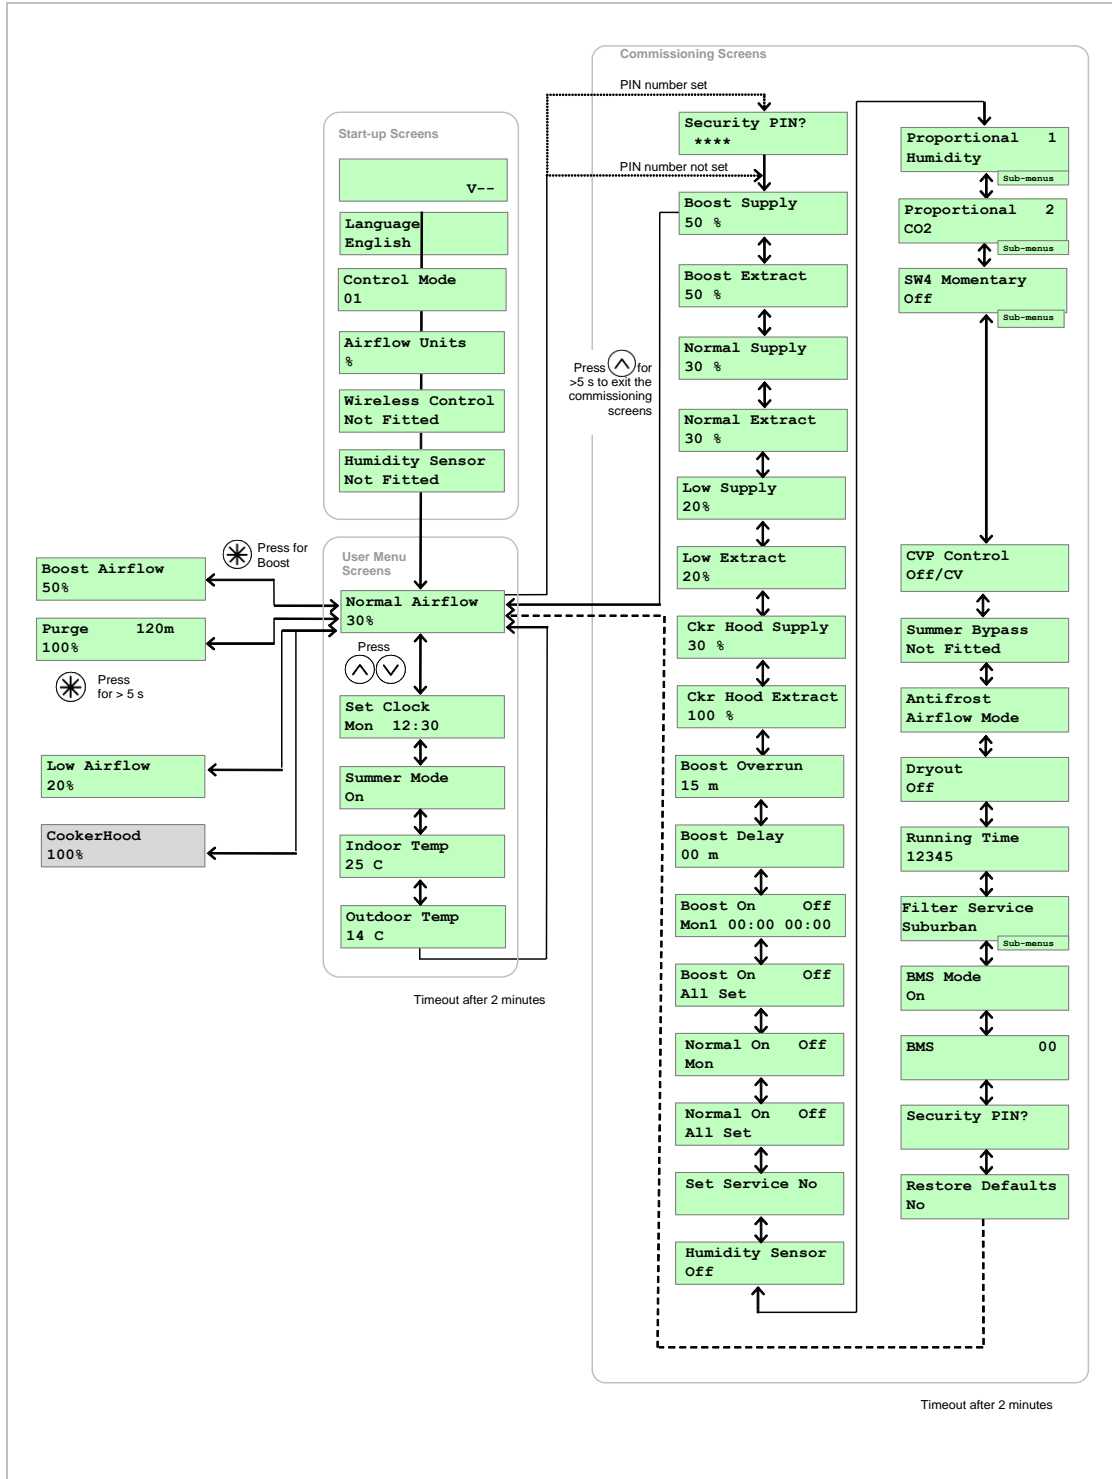 Commissioning Screens
PIN number set
Security PIN?
****
PIN number not set
Start-up Screens
V--
Language
English
Control Mode
01
Airflow Units
%
Wireless Control
Not Fitted
Humidity Sensor
Not Fitted
User Menu
Screens
Normal Airflow
30%
Press
Set Clock
Mon 12:30
Summer Mode
On
Indoor Temp
25 C
Outdoor Temp
14 C
Timeout after 2 minutes
Press for
Boost
Boost Airflow
50%
Purge 120m
100%
Press
for > 5 s
Low Airflow
20%
CookerHood
100%
Press for
>5 s to exit the
commissioning
screens
Boost Supply
50 %
Boost Extract
50 %
Normal Supply
30 %
Normal Extract
30 %
Low Supply
20%
Low Extract
20%
Ckr Hood Supply
30 %
Ckr Hood Extract
100 %
Boost Overrun
15 m
Boost Delay
00 m
Boost On Off
Mon1 00:00 00:00
Boost On Off
All Set
Normal On Off
Mon
Normal On Off
All Set
Set Service No
Humidity Sensor
Off
Proportional 1
Humidity
Sub-menus
Proportional 2
CO2
Sub-menus
SW4 Momentary
Off
Sub-menus
CVP Control
Off/CV
Summer Bypass
Not Fitted
Antifrost
Airflow Mode
Dryout
Off
Running Time
12345
Filter Service
Suburban
Sub-menus
BMS Mode
On
BMS 00
Security PIN?
Restore Defaults
No
Timeout after 2 minutes